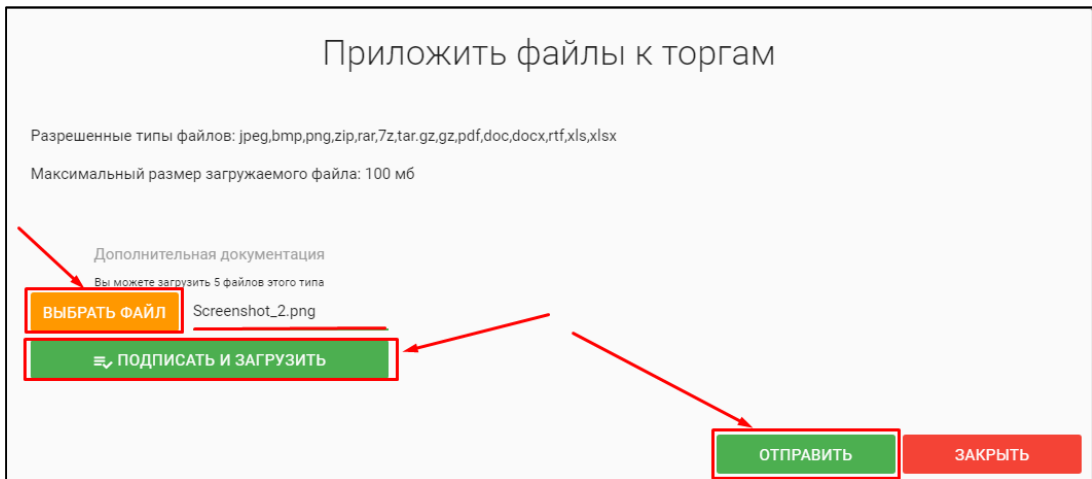 Приложить файлы к торгам
Разрешенные типы файлов: jpeg,bmp,png,zip,rar,7z,tar.gz,gz,pdf,doc,docx,rtf,xls,xlsx
Максимальный размер загружаемого файла: 100 мб
Дополнительная документация
Вы можете загрузить 5 файлов этого типа
ВЫБРАТЬ ФАЙЛ Screenshot_2.png
ПОДПИСАТЬ И ЗАГРУЗИТЬ
ОТПРАВИТЬ ЗАКРЫТЬ